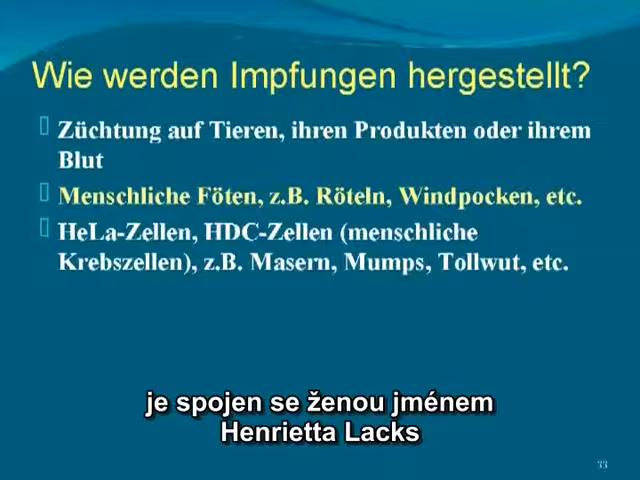 Wie werden Impfungen hergestellt?
Züchtung auf Tieren, ihren Produkten oder ihrem
Blut
Menschliche Föten, z.B. Röteln, Windpocken, etc.
HeLa-Zellen, HDC-Zellen (menschliche
Krebszellen), z.B. Masern, Mumps, Tollwut, etc.
je spojen se ženou jménem
Henrietta Lacks
33